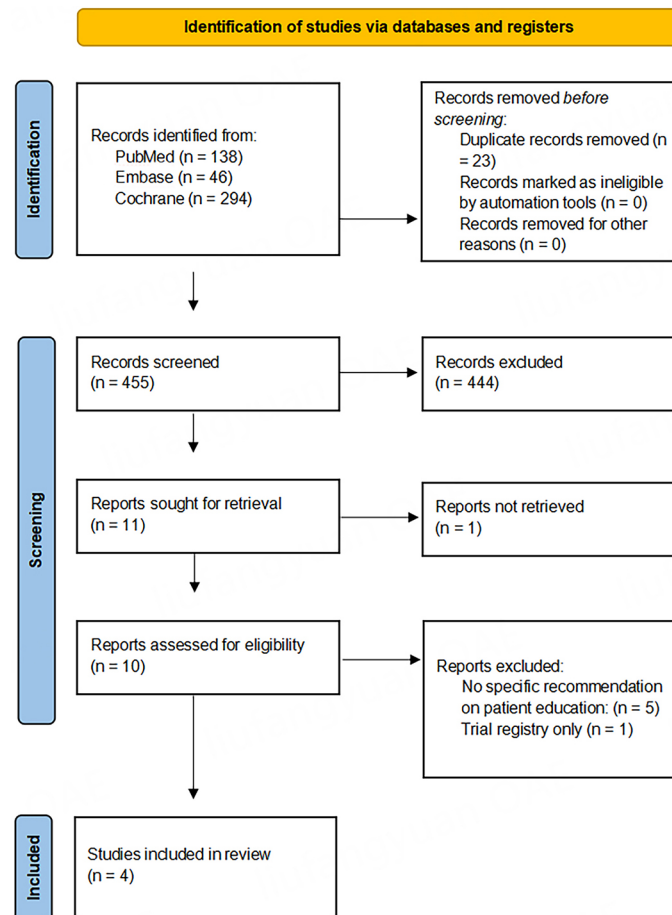 Identification of studies via databases and registers
Identification
Records identified from:
PubMed (n = 138)
Embase (n = 46)
Cochrane (n = 294)
Records removed before
screening:
Duplicate records removed (n
= 23)
Records marked as ineligible
by automation tools (n = 0)
Records removed for other
reasons (n = 0)
Screening
Records screened
(n = 455)
Records excluded
(n = 444)
Reports sought for retrieval
(n = 11)
Reports not retrieved
(n = 1)
Reports assessed for eligibility
(n = 10)
Reports excluded:
No specific recommendation
on patient education: (n = 5)
Trial registry only (n = 1)
Included
Studies included in review
(n = 4)